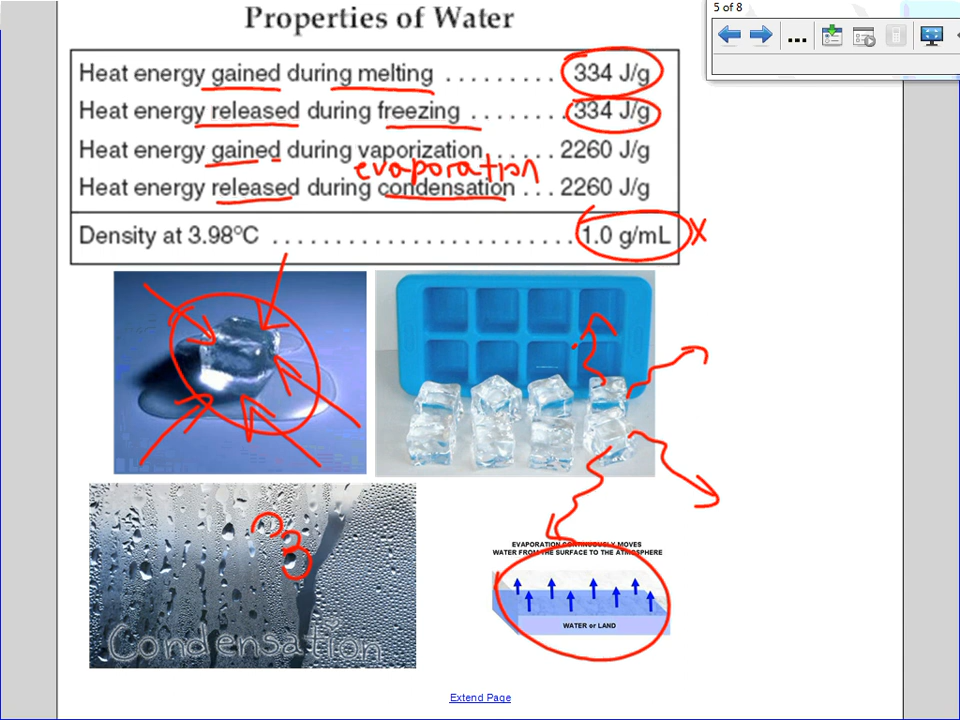 5 of 8
Properties of Water
Heat energy gained during melting . . . . . . . . . 334 J/g
Heat energy released during freezing . . . . . . . . 334 J/g
Heat energy gained during vaporization . . . . . . 2260 J/g
evaporation
Heat energy released during condensation . . . 2260 J/g
Density at 3.98°C . . . . . . . . . . . . . . . . . . . . . . . . . 1.0 g/mL X
Condensation
EVAPORATION CONTINUOUSLY MOVES
WATER FROM THE SURFACE TO THE ATMOSPHERE
WATER or LAND
Extend Page